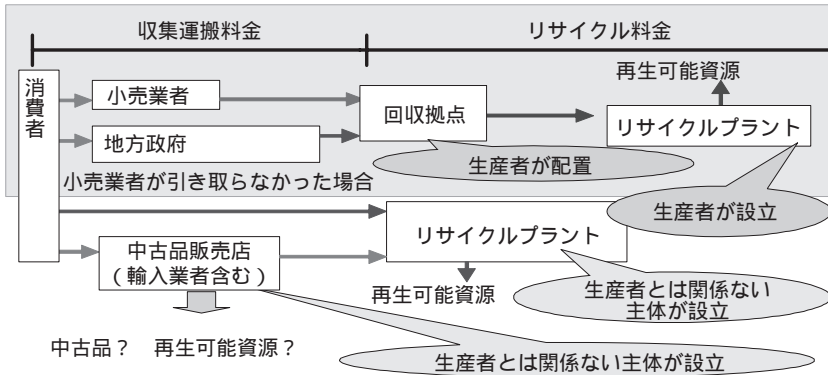 収集運搬料金
リサイクル料金
消費者
小売業者
地方政府
小売業者が引き取らなかった場合
回収拠点
生産者が配置
再生可能資源
リサイクルプラント
生産者が設立
中古品販売店
(輸入業者含む)
リサイクルプラント
再生可能資源
生産者とは関係ない
主体が設立
中古品? 再生可能資源?
生産者とは関係ない主体が設立